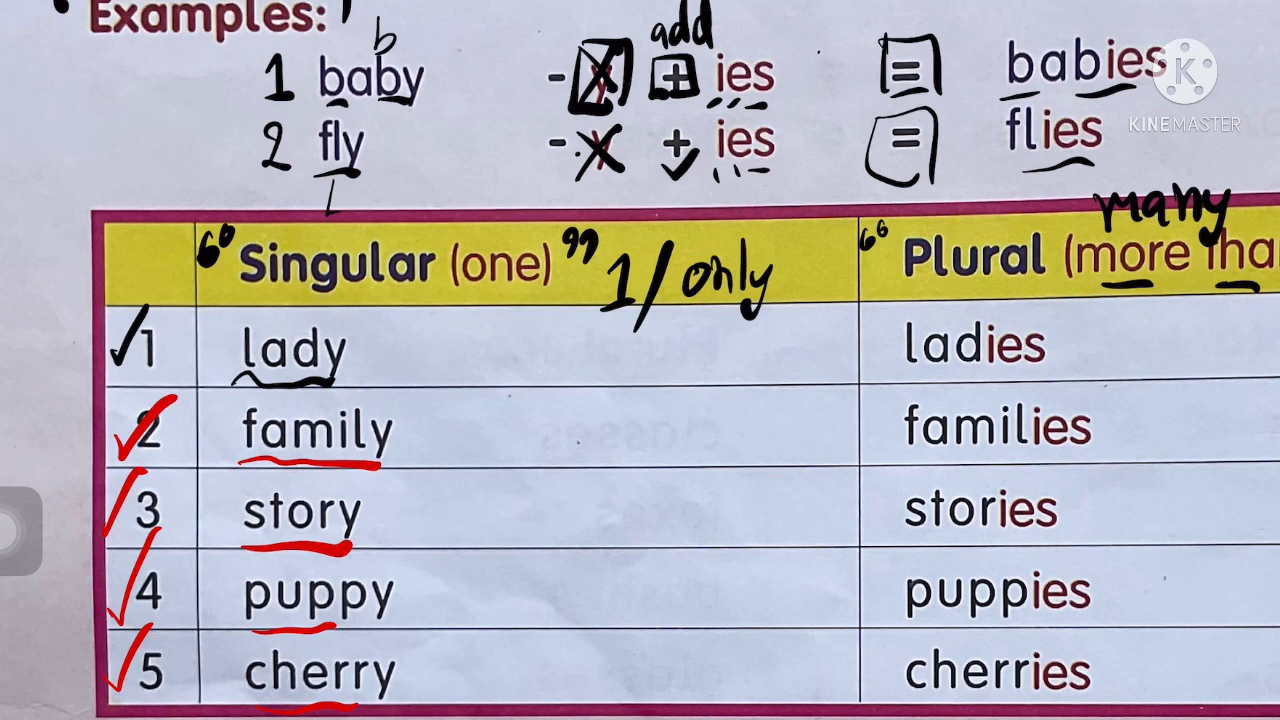 Examples:
b add
1 baby - y + ies = babies
KINEMASTER
2 fly - y + ies = flies
L
many
Singular (one) 1/only Plural (more tha
1 lady ladies
2 family families
3 story stories
4 puppy puppies
5 cherry cherries